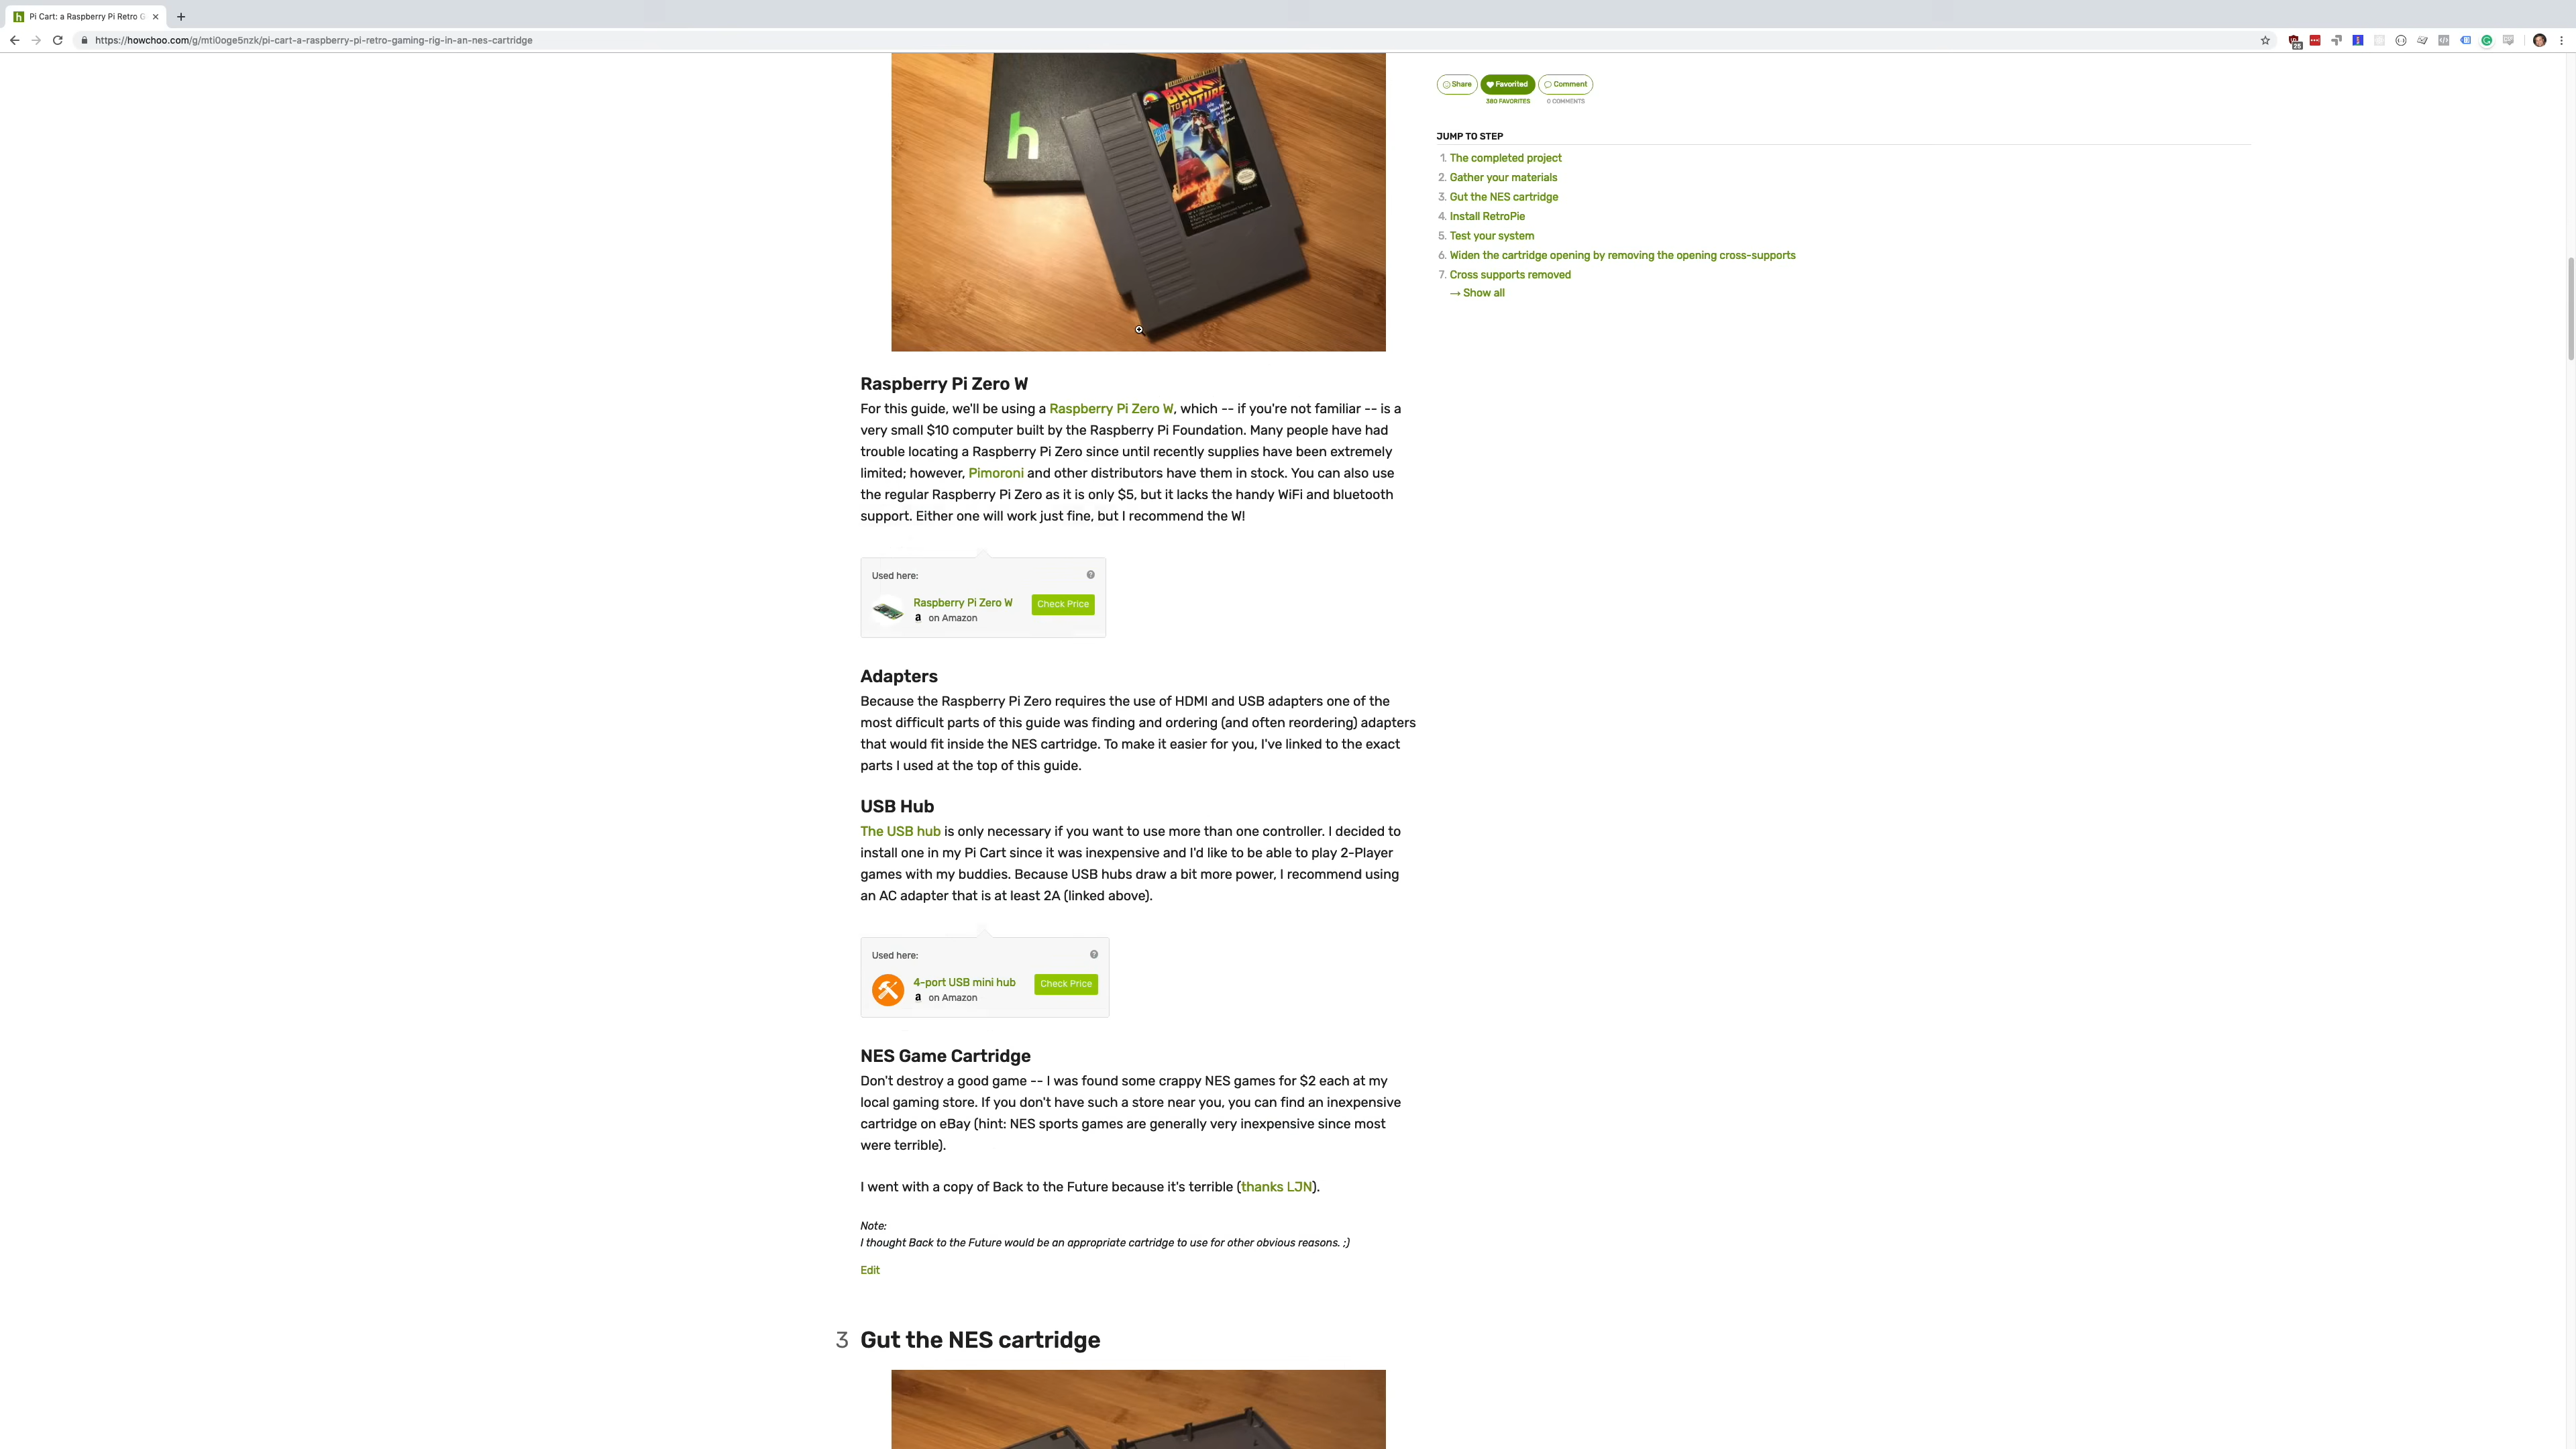 Pi Cart: a Raspberry Pi Retro G
https://howchoo.com/g/mti0oge5nzk/pi-cart-a-raspberry-pi-retro-gaming-rig-in-an-nes-cartridge
h
BACK TO THE FUTURE
Share
Favorited
Comment
380 FAVORITES
0 COMMENTS
JUMP TO STEP
1. The completed project
2. Gather your materials
3. Gut the NES cartridge
4. Install RetroPie
5. Test your system
6. Widen the cartridge opening by removing the opening cross-supports
7. Cross supports removed
→ Show all
Raspberry Pi Zero W
For this guide, we'll be using a Raspberry Pi Zero W, which -- if you're not familiar -- is a
very small $10 computer built by the Raspberry Pi Foundation. Many people have had
trouble locating a Raspberry Pi Zero since until recently supplies have been extremely
limited; however, Pimoroni and other distributors have them in stock. You can also use
the regular Raspberry Pi Zero as it is only $5, but it lacks the handy WiFi and bluetooth
support. Either one will work just fine, but I recommend the W!
Used here:
Raspberry Pi Zero W
a on Amazon
Check Price
Adapters
Because the Raspberry Pi Zero requires the use of HDMI and USB adapters one of the
most difficult parts of this guide was finding and ordering (and often reordering) adapters
that would fit inside the NES cartridge. To make it easier for you, I've linked to the exact
parts I used at the top of this guide.
USB Hub
The USB hub is only necessary if you want to use more than one controller. I decided to
install one in my Pi Cart since it was inexpensive and I'd like to be able to play 2-Player
games with my buddies. Because USB hubs draw a bit more power, I recommend using
an AC adapter that is at least 2A (linked above).
Used here:
4-port USB mini hub
a on Amazon
Check Price
NES Game Cartridge
Don't destroy a good game -- I was found some crappy NES games for $2 each at my
local gaming store. If you don't have such a store near you, you can find an inexpensive
cartridge on eBay (hint: NES sports games are generally very inexpensive since most
were terrible).
I went with a copy of Back to the Future because it's terrible (thanks LJN).
Note:
I thought Back to the Future would be an appropriate cartridge to use for other obvious reasons. ;)
Edit
3 Gut the NES cartridge